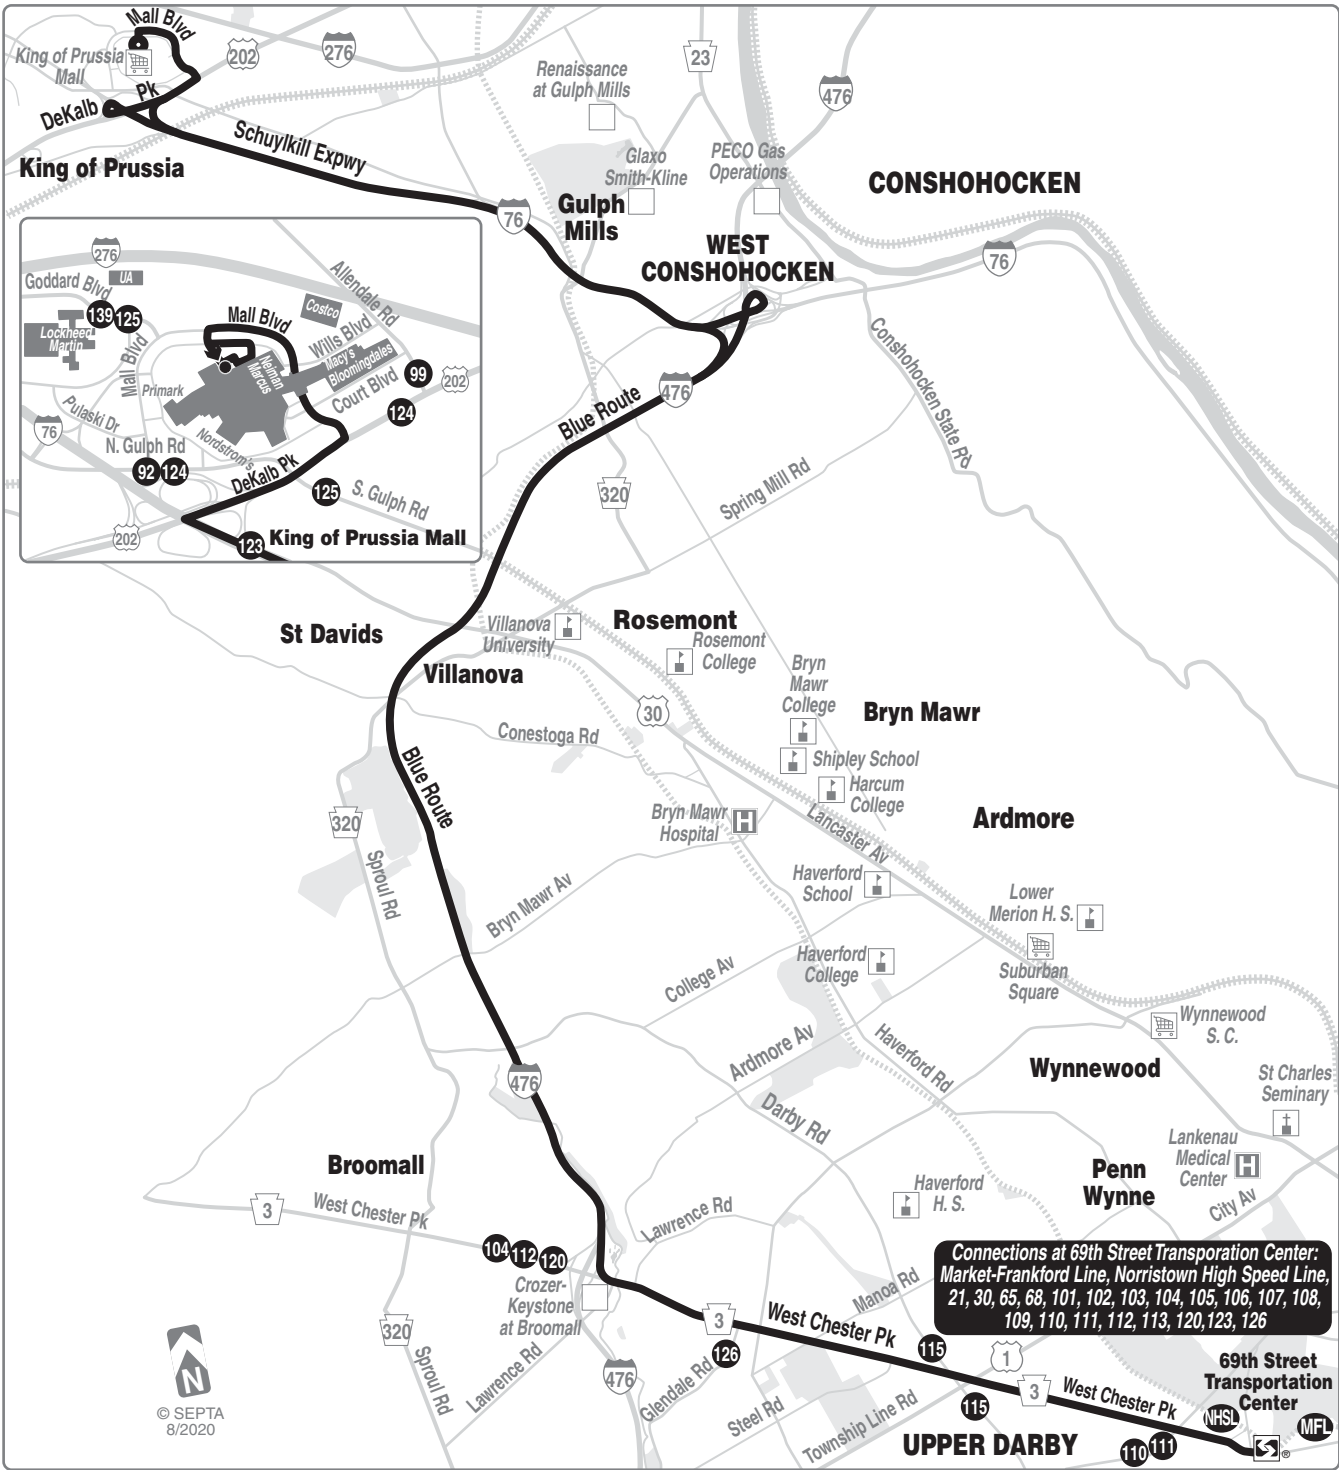 Mall Blvd
King of Prussia
Mall
202
276
23
476
Renaissance
at Gulph Mills
DeKalb
Pk
Schuylkill Expwy
King of Prussia
Glaxo
Smith-Kline
PECO Gas
Operations
CONSHOHOCKEN
76
Gulph
Mills
WEST
CONSHOHOCKEN
76
276
Goddard Blvd
UA
Allendale Rd
139
125
Lockheed
Martin
Mall Blvd
Mall Blvd
Costco
Wills Blvd
Macy's
Bloomingdales
Neiman
Marcus
Court Blvd
99
202
124
Primark
Pulaski Dr
76
N. Gulph Rd
Nordstrom's
92
124
DeKalb Pk
125
S. Gulph Rd
202
123
King of Prussia Mall
Conshohocken State Rd
476
Blue Route
320
Spring Mill Rd
St Davids
Villanova
University
Rosemont
Rosemont
College
Villanova
Bryn
Mawr
College
Bryn Mawr
30
Conestoga Rd
Shipley School
Harcum
College
Blue Route
320
Bryn Mawr
Hospital
Lancaster Av
Ardmore
Sproul Rd
Haverford
School
Lower
Merion H. S.
Bryn Mawr Av
Haverford
College
Suburban
Square
College Av
Wynnewood
S. C.
Ardmore Av
Haverford Rd
Wynnewood
476
St Charles
Seminary
Darby Rd
Lankenau
Medical
Center
Broomall
Penn
Wynne
City Av
3
West Chester Pk
Haverford
H. S.
Lawrence Rd
104
112
120
Connections at 69th Street Transporation Center:
Market-Frankford Line, Norristown High Speed Line,
21, 30, 65, 68, 101, 102, 103, 104, 105, 106, 107, 108,
109, 110, 111, 112, 113, 120,123, 126
Crozer-
Keystone
at Broomall
Manoa Rd
3
West Chester Pk
320
126
115
1
69th Street
Transportation
Center
N
Sproul Rd
Lawrence Rd
476
Glendale Rd
3
West Chester Pk
Steel Rd
Township Line Rd
115
NHSL
MFL
© SEPTA
8/2020
UPPER DARBY
110
111
®